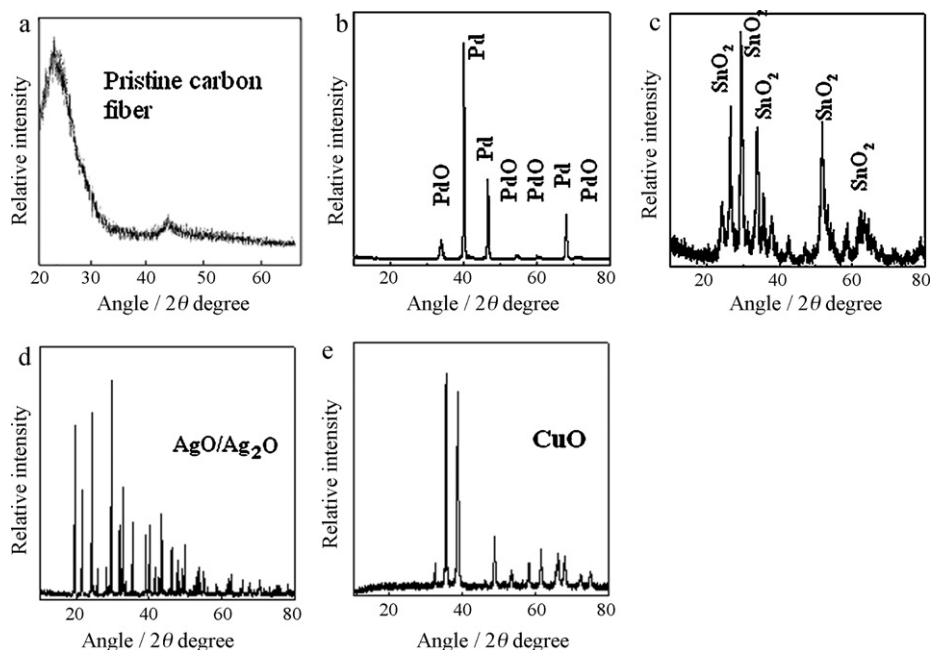 a
Pristine carbon
fiber
Relative intensity
20 30 40 50 60
Angle / 2θ degree
b
PdO
Pd
Pd
PdO
PdO
Pd
PdO
Relative intensity
20 40 60 80
Angle / 2θ degree
c
SnO₂
SnO₂
SnO₂
SnO₂
SnO₂
Relative intensity
20 40 60 80
Angle / 2θ degree
d
AgO/Ag₂O
Relative intensity
20 40 60 80
Angle / 2θ degree
e
CuO
Relative intensity
20 40 60 80
Angle / 2θ degree